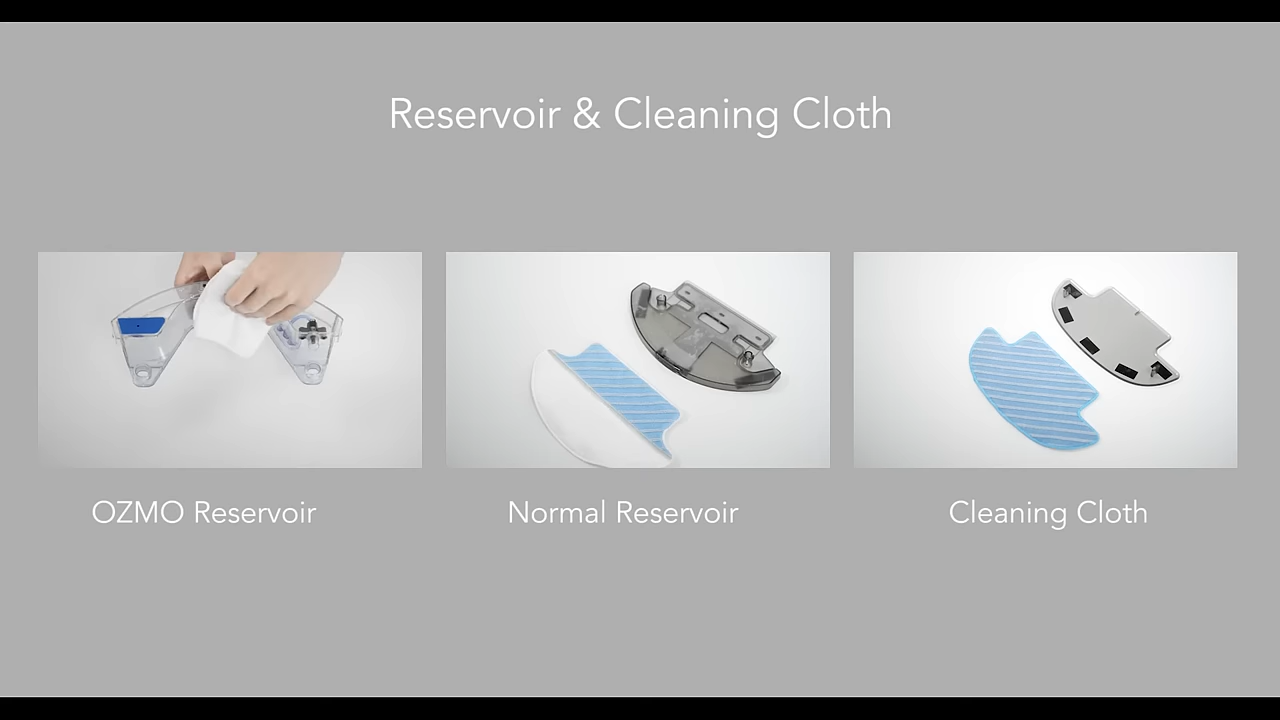 Reservoir & Cleaning Cloth
OZMO Reservoir
Normal Reservoir
Cleaning Cloth